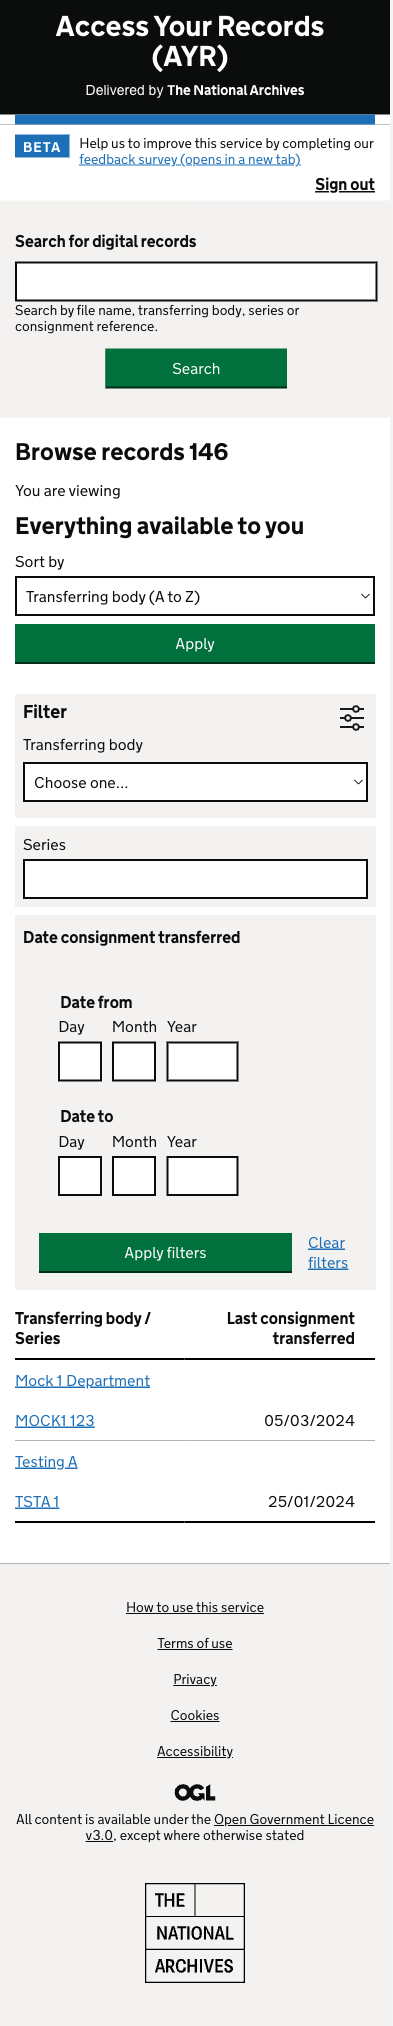 Access Your Records
(AYR)
Delivered by The National Archives
BETA
Help us to improve this service by completing our
feedback survey (opens in a new tab)
Sign out
Search for digital records
Search by file name, transferring body, series or
consignment reference.
Search
Browse records 146
You are viewing
Everything available to you
Sort by
Transferring body (A to Z)
Apply
Filter
Transferring body
Choose one...
Series
Date consignment transferred
Date from
Day Month Year
Date to
Day Month Year
Apply filters
Clear
filters
Transferring body / Last consignment
Series transferred
Mock 1 Department
MOCK1 123 05/03/2024
Testing A
TSTA 1 25/01/2024
How to use this service
Terms of use
Privacy
Cookies
Accessibility
OGL
All content is available under the Open Government Licence
v3.0, except where otherwise stated
THE
NATIONAL
ARCHIVES